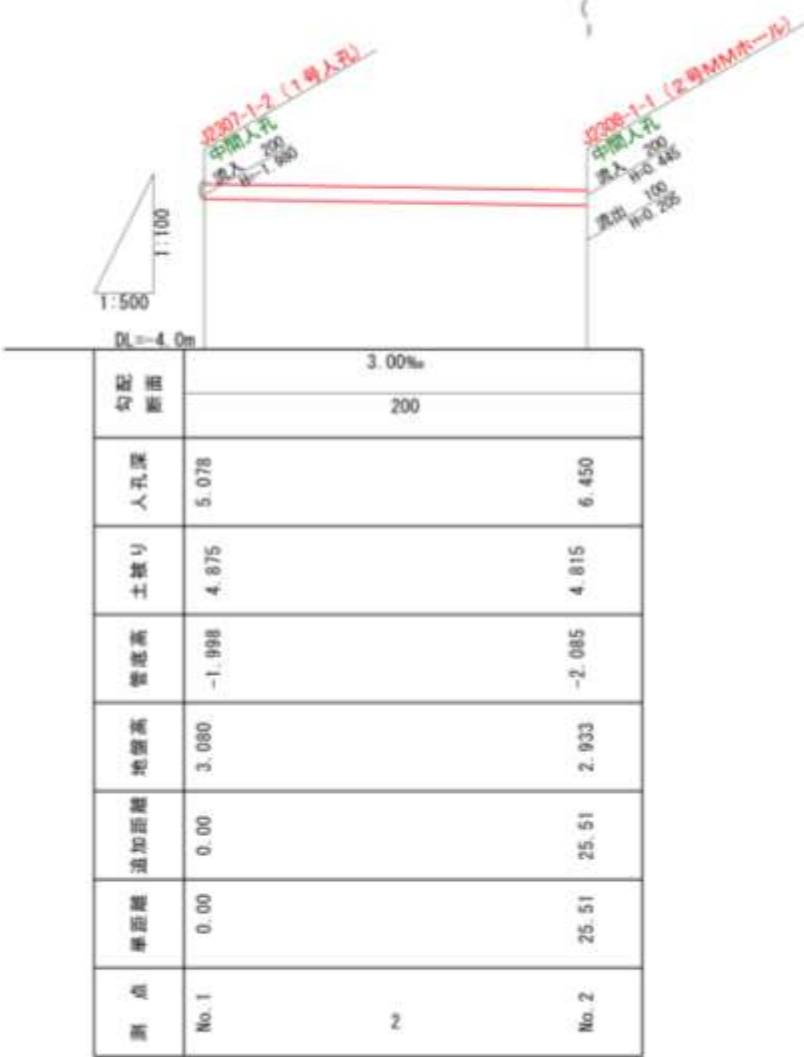 J2307-1-2 (1号人孔)
中間人孔
流入 200
H=-1.980
J2308-1-1 (2号MMホール)
中間人孔
流入 200
H=0.445
流出 100
H=0.205
1:100
1:500
DL=-4.0m
勾配
断面
3.00‰
200
人孔深
5.078
6.450
土被り
4.875
4.815
管底高
-1.998
-2.085
地盤高
3.080
2.933
追加距離
0.00
25.51
単距離
0.00
25.51
測点
No.1
2
No.2